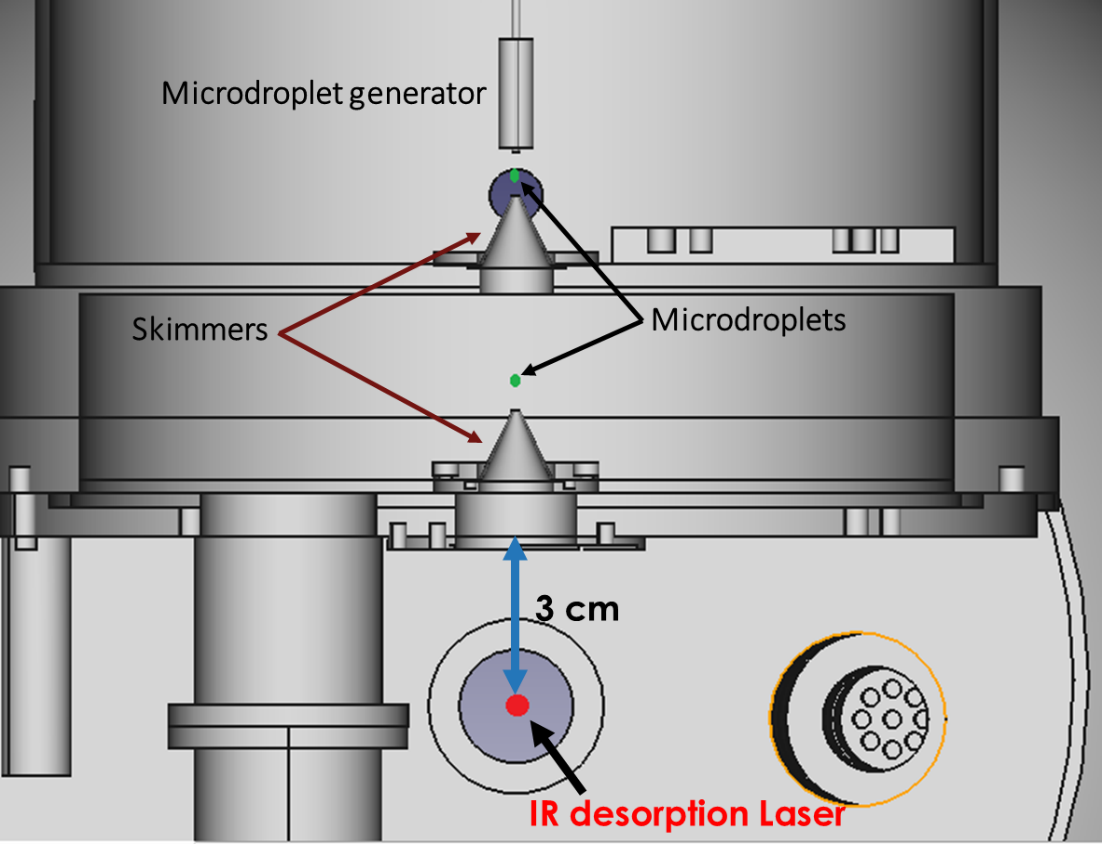 Microdroplet generator
Skimmers
Microdroplets
3 cm
IR desorption Laser